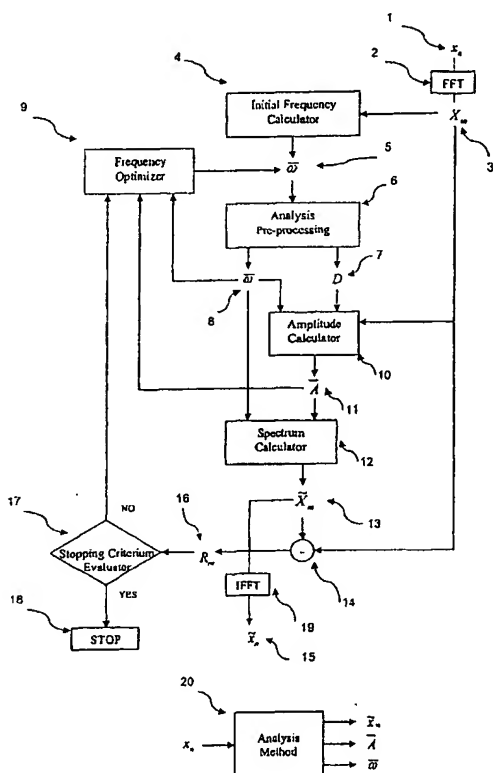 1
x_n
2
FFT
4
9
Initial Frequency
Calculator
X_m
3
5
Frequency
Optimizer
ω̅
6
Analysis
Pre-processing
7
ω̅
D
8
Amplitude
Calculator
10
A̅
11
Spectrum
Calculator
12
17
NO
16
X̃_m
13
Stopping Criterium
Evaluator
R_m
-
14
YES
IFFT
18
STOP
19
x̃_n
15
20
x_n
Analysis
Method
x̃_n
A̅
ω̅